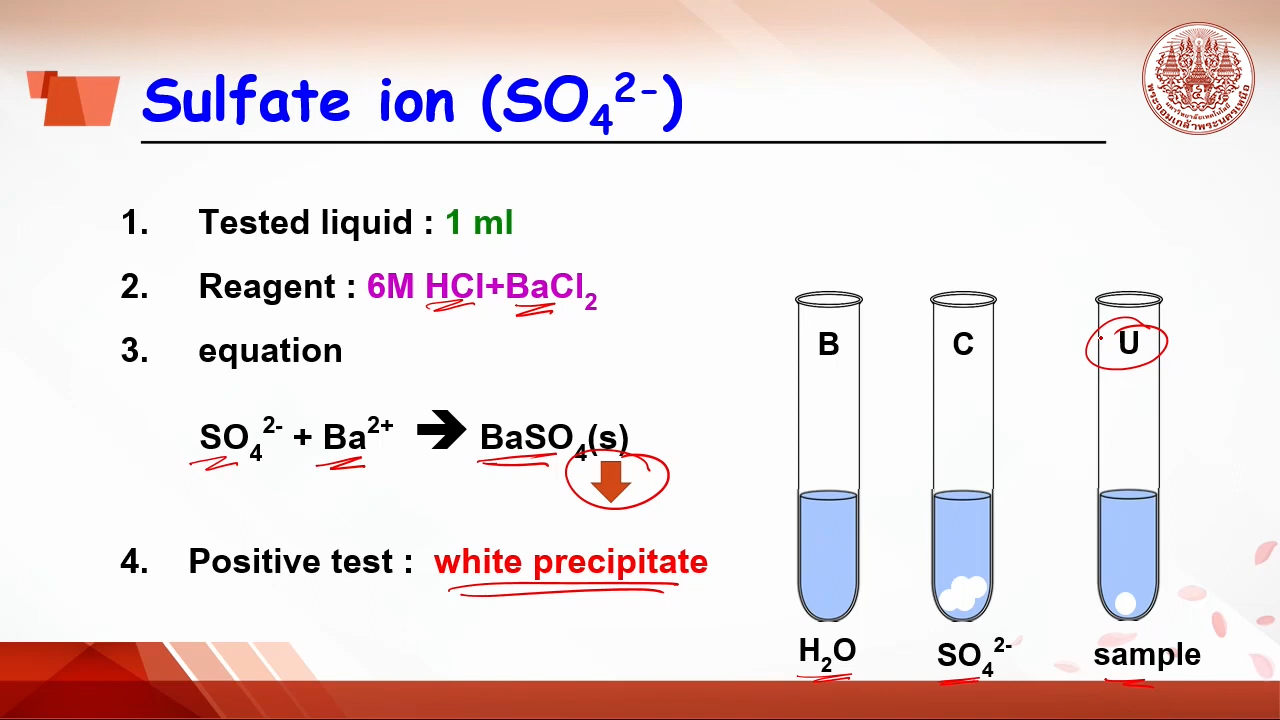 Sulfate ion (SO₄²⁻)
1. Tested liquid : 1 ml
2. Reagent : 6M HCl+BaCl₂
3. equation
SO₄²⁻ + Ba²⁺ 🡺 BaSO₄(s)
4. Positive test : white precipitate
B C U
H₂O SO₄²⁻ sample